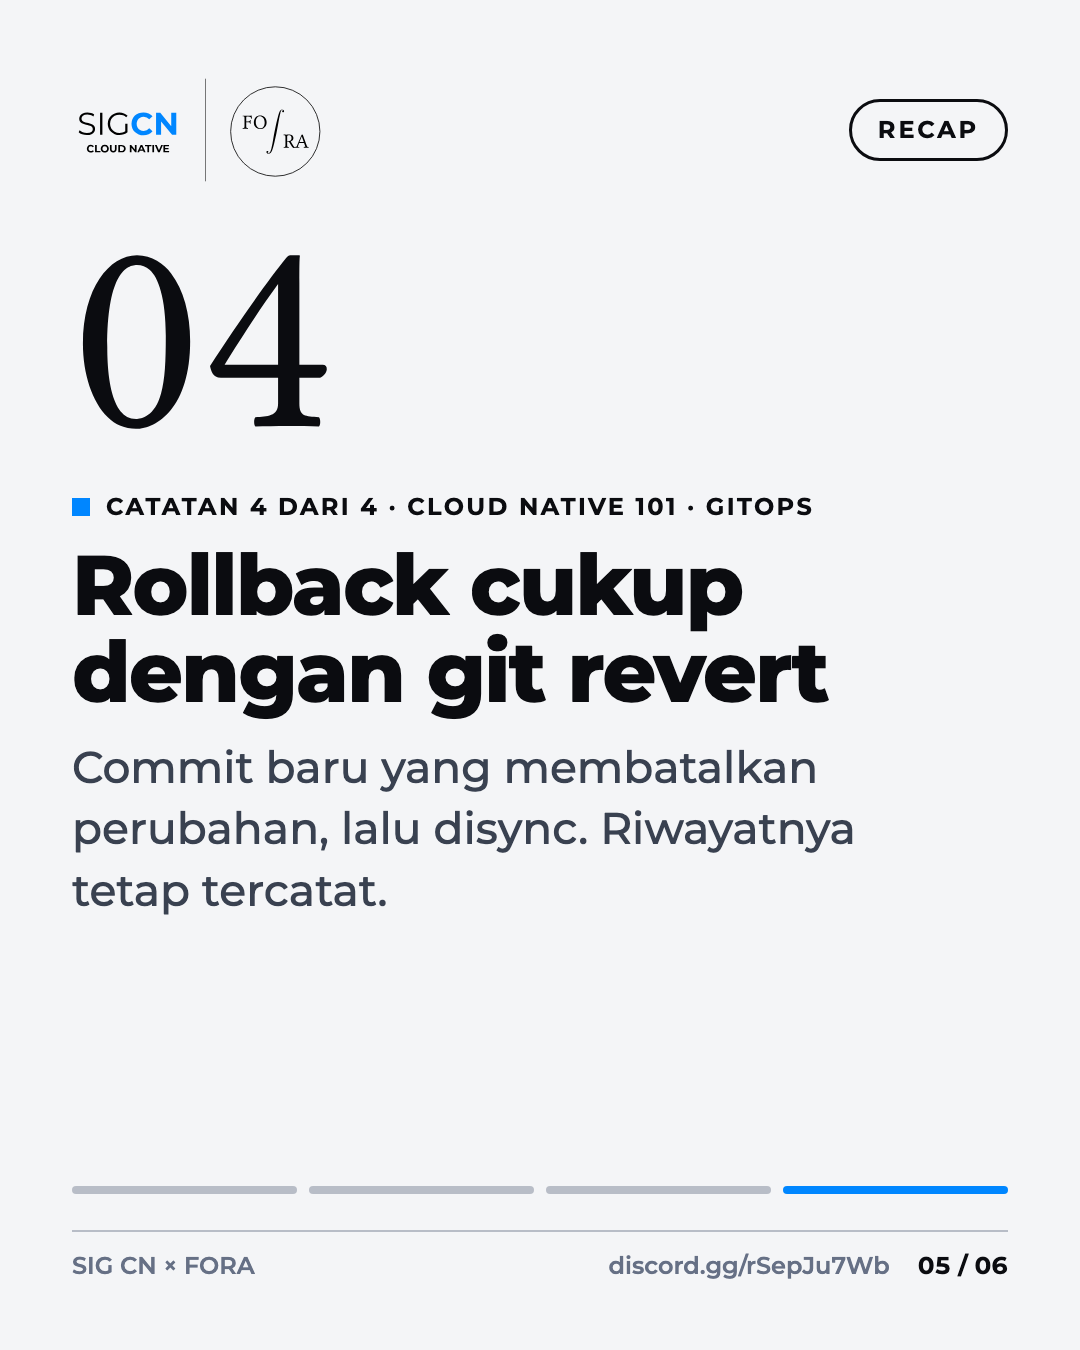 SIGCN
CLOUD NATIVE
FO RA
RECAP
04
CATATAN 4 DARI 4 · CLOUD NATIVE 101 · GITOPS
Rollback cukup
dengan git revert
Commit baru yang membatalkan
perubahan, lalu disync. Riwayatnya
tetap tercatat.
SIG CN × FORA
discord.gg/rSepJu7Wb 05 / 06